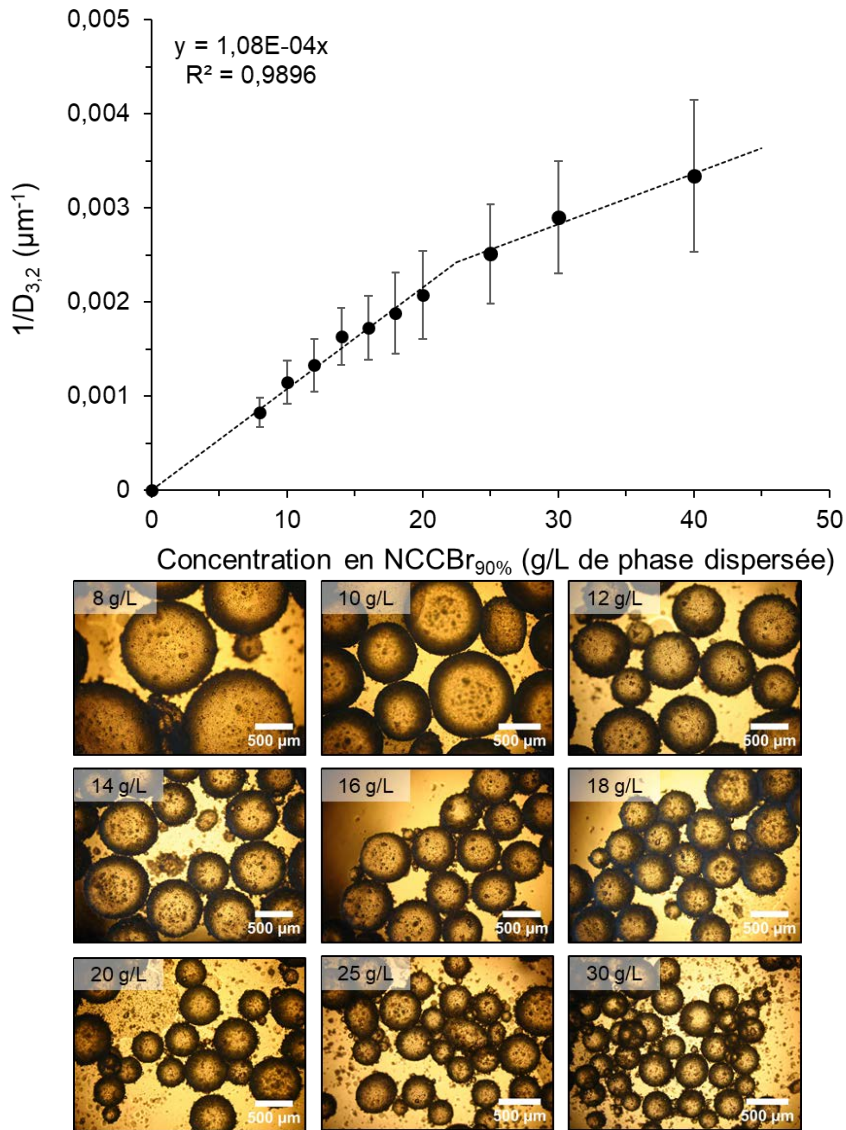 0,005
y = 1,08E-04x
R² = 0,9896
0,004
0,003
0,002
0,001
0
1/D3,2 (µm-1)
0 10 20 30 40 50
Concentration en NCCBr90% (g/L de phase dispersée)
8 g/L
500 µm
10 g/L
500 µm
12 g/L
500 µm
14 g/L
500 µm
16 g/L
500 µm
18 g/L
500 µm
20 g/L
500 µm
25 g/L
500 µm
30 g/L
500 µm